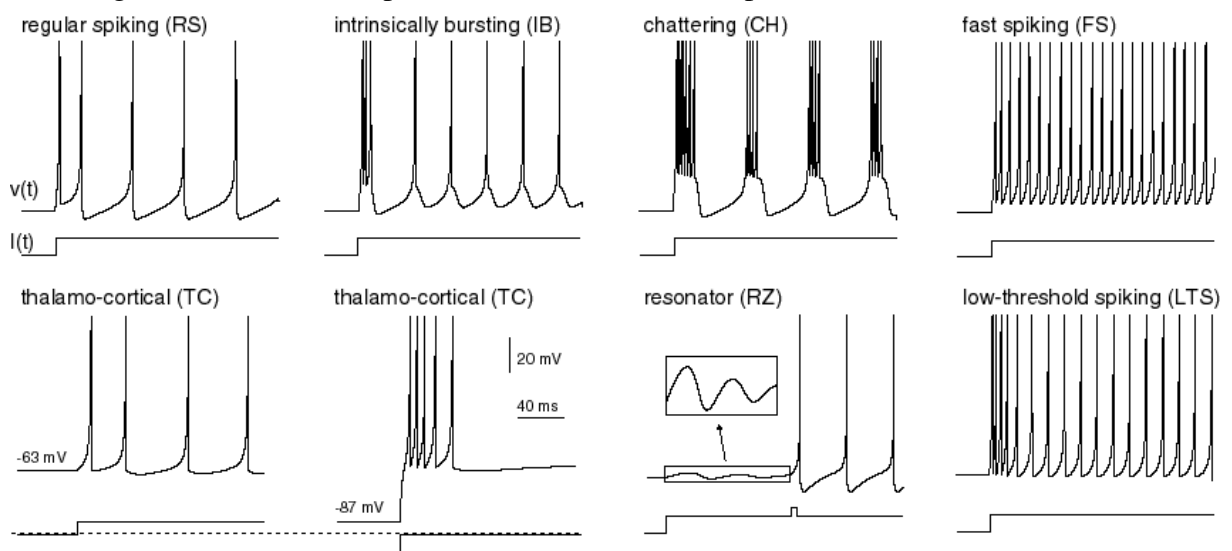 regular spiking (RS)
intrinsically bursting (IB)
chattering (CH)
fast spiking (FS)
v(t)
I(t)
thalamo-cortical (TC)
thalamo-cortical (TC)
resonator (RZ)
low-threshold spiking (LTS)
20 mV
40 ms
-63 mV
-87 mV